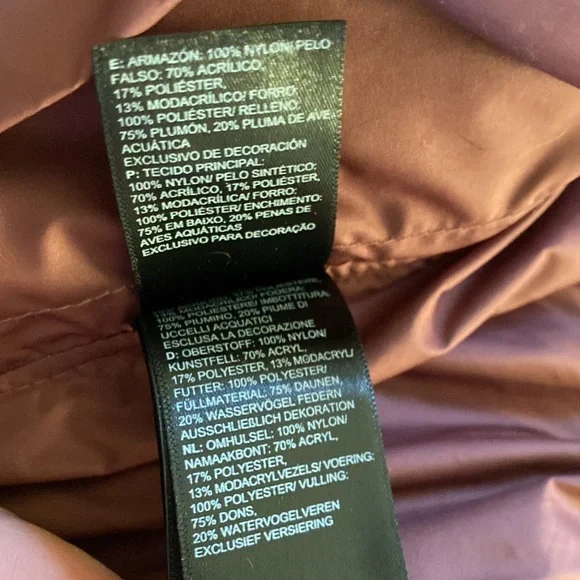 E: ARMAZÓN: 100% NYLON/ PELO
FALSO: 70% ACRÍLICO,
17% POLIÉSTER,
13% MODACRÍLICO/ FORRO:
100% POLIÉSTER/ RELLENO:
75% PLUMÓN, 20% PLUMA DE AVE
ACUÁTICA
EXCLUSIVO DE DECORACIÓN
P: TECIDO PRINCIPAL:
100% NYLON/ PELO SINTÉTICO:
70% ACRÍLICO, 17% POLIÉSTER,
13% MODACRÍLICA/ FORRO:
100% POLIÉSTER/ ENCHIMENTO:
75% EM BAIXO, 20% PENAS DE
AVES AQUÁTICAS
EXCLUSIVO PARA DECORAÇÃO
FODERA:
100% POLIESTERE/ IMBOTTITURA:
75% PIUMINO, 20% PIUME DI
UCCELLI ACQUATICI
ESCLUSA LA DECORAZIONE
D: OBERSTOFF: 100% NYLON/
KUNSTFELL: 70% ACRYL,
17% POLYESTER, 13% MODACRYL/
FUTTER: 100% POLYESTER/
FÜLLMATERIAL: 75% DAUNEN,
20% WASSERVÖGEL FEDERN
AUSSCHLIEßLICH DEKORATION
NL: OMHULSEL: 100% NYLON/
NAMAAKBONT: 70% ACRYL,
17% POLYESTER,
13% MODACRYLVEZELS/ VOERING:
100% POLYESTER/ VULLING:
75% DONS,
20% WATERVOGELVEREN
EXCLUSIEF VERSIERING